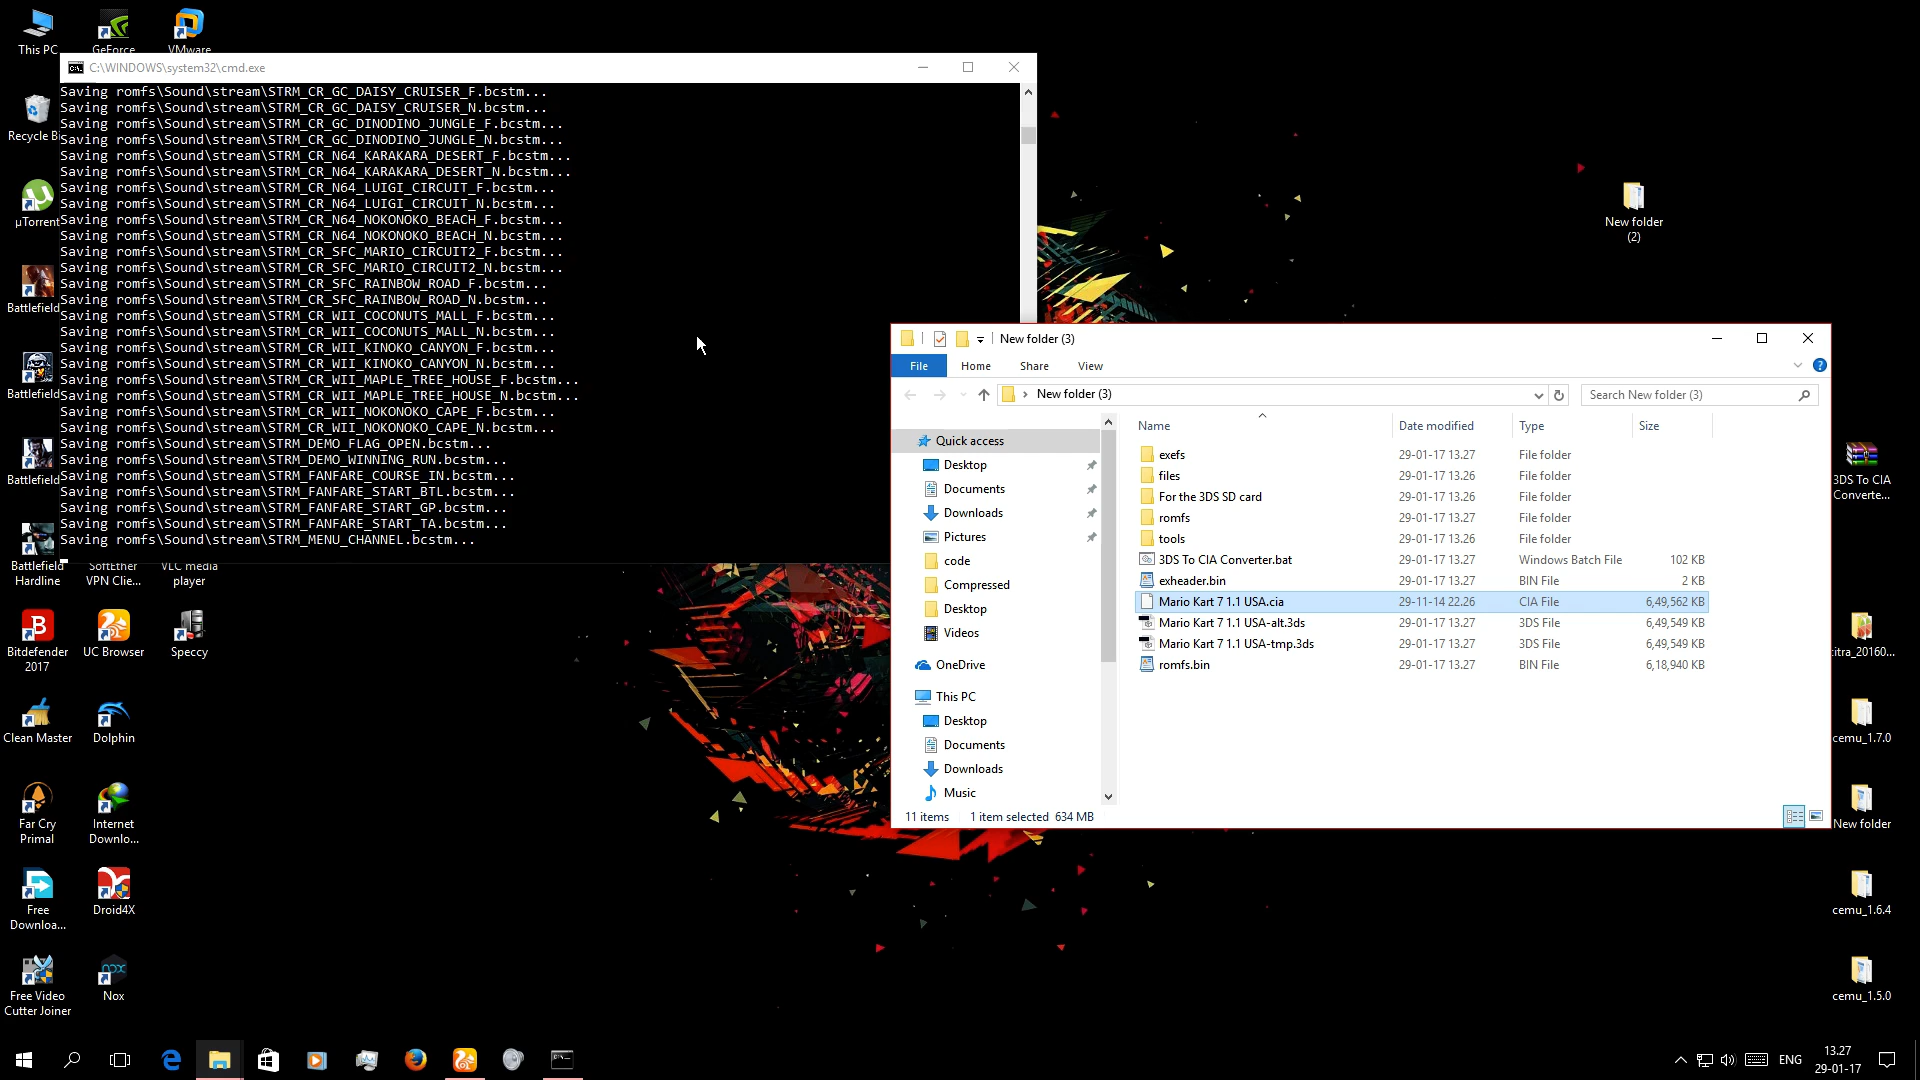 This PC
GeForce
VMware
C:\WINDOWS\system32\cmd.exe
Saving romfs\Sound\stream\STRM_CR_GC_DAISY_CRUISER_F.bcstm...
Saving romfs\Sound\stream\STRM_CR_GC_DAISY_CRUISER_N.bcstm...
Saving romfs\Sound\stream\STRM_CR_GC_DINODINO_JUNGLE_F.bcstm...
Saving romfs\Sound\stream\STRM_CR_GC_DINODINO_JUNGLE_N.bcstm...
Saving romfs\Sound\stream\STRM_CR_N64_KARAKARA_DESERT_F.bcstm...
Saving romfs\Sound\stream\STRM_CR_N64_KARAKARA_DESERT_N.bcstm...
Saving romfs\Sound\stream\STRM_CR_N64_LUIGI_CIRCUIT_F.bcstm...
Saving romfs\Sound\stream\STRM_CR_N64_LUIGI_CIRCUIT_N.bcstm...
Saving romfs\Sound\stream\STRM_CR_N64_NOKONOKO_BEACH_F.bcstm...
Saving romfs\Sound\stream\STRM_CR_N64_NOKONOKO_BEACH_N.bcstm...
Saving romfs\Sound\stream\STRM_CR_SFC_MARIO_CIRCUIT2_F.bcstm...
Saving romfs\Sound\stream\STRM_CR_SFC_MARIO_CIRCUIT2_N.bcstm...
Saving romfs\Sound\stream\STRM_CR_SFC_RAINBOW_ROAD_F.bcstm...
Saving romfs\Sound\stream\STRM_CR_SFC_RAINBOW_ROAD_N.bcstm...
Saving romfs\Sound\stream\STRM_CR_WII_COCONUTS_MALL_F.bcstm...
Saving romfs\Sound\stream\STRM_CR_WII_COCONUTS_MALL_N.bcstm...
Saving romfs\Sound\stream\STRM_CR_WII_KINOKO_CANYON_F.bcstm...
Saving romfs\Sound\stream\STRM_CR_WII_KINOKO_CANYON_N.bcstm...
Saving romfs\Sound\stream\STRM_CR_WII_MAPLE_TREE_HOUSE_F.bcstm...
Saving romfs\Sound\stream\STRM_CR_WII_MAPLE_TREE_HOUSE_N.bcstm...
Saving romfs\Sound\stream\STRM_CR_WII_NOKONOKO_CAPE_F.bcstm...
Saving romfs\Sound\stream\STRM_CR_WII_NOKONOKO_CAPE_N.bcstm...
Saving romfs\Sound\stream\STRM_DEMO_FLAG_OPEN.bcstm...
Saving romfs\Sound\stream\STRM_DEMO_WINNING_RUN.bcstm...
Saving romfs\Sound\stream\STRM_FANFARE_COURSE_IN.bcstm...
Saving romfs\Sound\stream\STRM_FANFARE_START_BTL.bcstm...
Saving romfs\Sound\stream\STRM_FANFARE_START_GP.bcstm...
Saving romfs\Sound\stream\STRM_FANFARE_START_TA.bcstm...
Saving romfs\Sound\stream\STRM_MENU_CHANNEL.bcstm...
Recycle Bi
µTorrent
Battlefield
Battlefield
Battlefield
Battlefield
Hardline
SoftEther
VPN Clie...
VLC media
player
Bitdefender
2017
UC Browser
Speccy
Clean Master
Dolphin
Far Cry
Primal
Internet
Downlo...
Free
Downloa...
Droid4X
Free Video
Cutter Joiner
Nox
New folder
(2)
New folder (3)
File Home Share View
New folder (3)
Search New folder (3)
Quick access
Desktop
Documents
Downloads
Pictures
code
Compressed
Desktop
Videos
OneDrive
This PC
Desktop
Documents
Downloads
Music
Name Date modified Type Size
exefs 29-01-17 13.27 File folder
files 29-01-17 13.26 File folder
For the 3DS SD card 29-01-17 13.26 File folder
romfs 29-01-17 13.27 File folder
tools 29-01-17 13.27 File folder
3DS To CIA Converter.bat 29-01-17 13.27 Windows Batch File 102 KB
exheader.bin 29-01-17 13.27 BIN File 2 KB
Mario Kart 7 1.1 USA.cia 29-11-14 22.26 CIA File 6,49,562 KB
Mario Kart 7 1.1 USA-alt.3ds 29-01-17 13.27 3DS File 6,49,549 KB
Mario Kart 7 1.1 USA-tmp.3ds 29-01-17 13.27 3DS File 6,49,549 KB
romfs.bin 29-01-17 13.27 BIN File 6,18,940 KB
11 items 1 item selected 634 MB
3DS To CIA
Converte...
citra_20160...
cemu_1.7.0
New folder
cemu_1.6.4
cemu_1.5.0
ENG
13.27
29-01-17